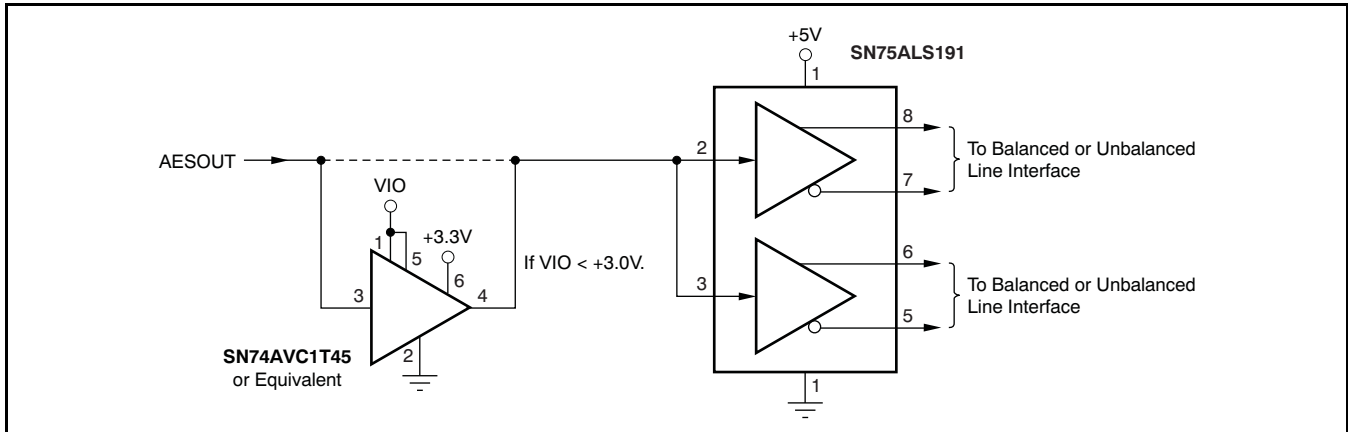 +5V
SN75ALS191
1
8
AESOUT
2
To Balanced or Unbalanced
Line Interface
VIO
7
+3.3V
1
5
If VIO < +3.0V.
6
6
3
4
3
To Balanced or Unbalanced
Line Interface
5
SN74AVC1T45
or Equivalent
2
1